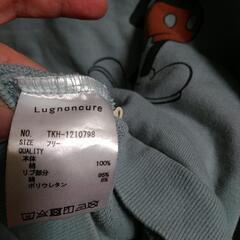 Lugnoncure
NO. TKH-1210798
SIZE フリー
QUALITY
本体
綿 100%
リブ部分
綿 95%
ポリウレタン 5%